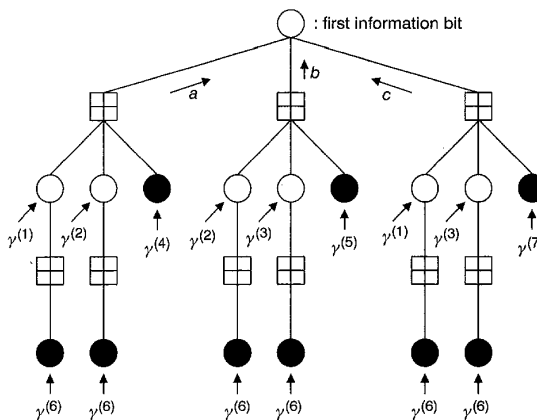 : first information bit
a
b
c
γ(1) γ(2) γ(4) γ(2) γ(3) γ(5) γ(1) γ(3) γ(7)
γ(6) γ(6) γ(6) γ(6) γ(6) γ(6)